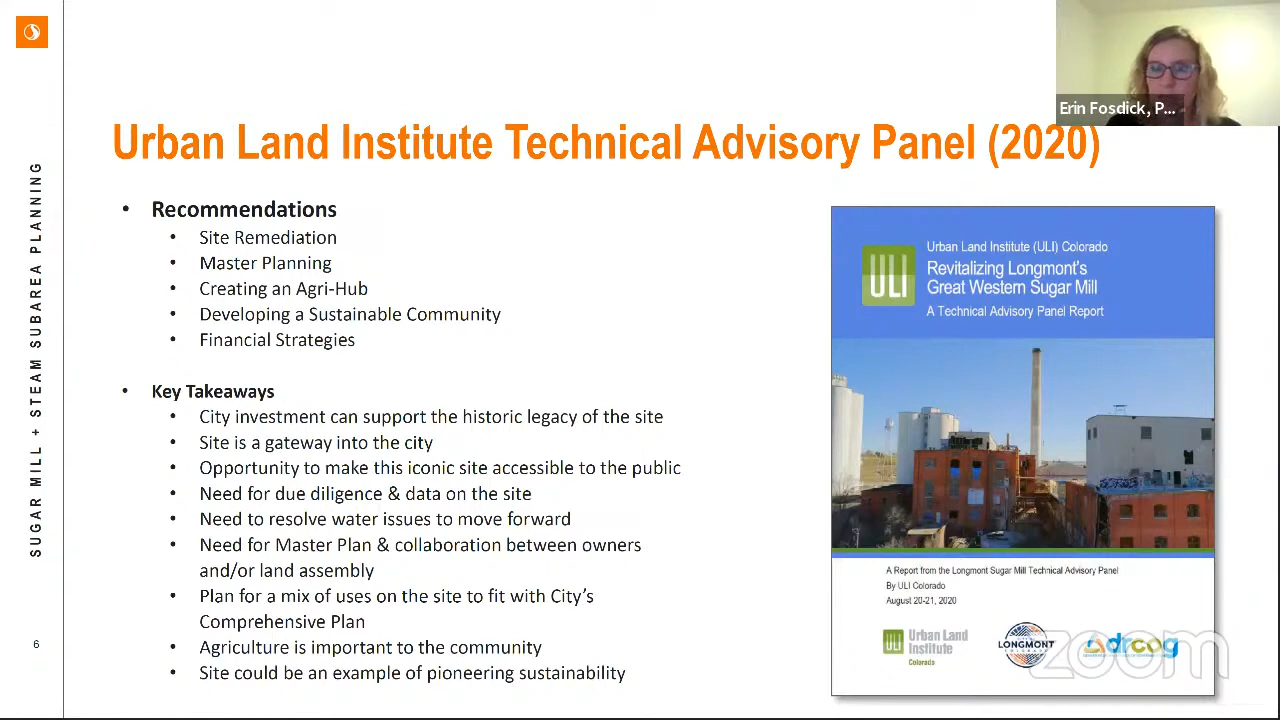 Erin Fosdick, P...
Urban Land Institute Technical Advisory Panel (2020)
SUGAR MILL + STEAM SUBAREA PLANNING
• Recommendations
• Site Remediation
• Master Planning
• Creating an Agri-Hub
• Developing a Sustainable Community
• Financial Strategies
• Key Takeaways
• City investment can support the historic legacy of the site
• Site is a gateway into the city
• Opportunity to make this iconic site accessible to the public
• Need for due diligence & data on the site
• Need to resolve water issues to move forward
• Need for Master Plan & collaboration between owners
and/or land assembly
• Plan for a mix of uses on the site to fit with City's
Comprehensive Plan
• Agriculture is important to the community
• Site could be an example of pioneering sustainability
6
ULI
Urban Land Institute (ULI) Colorado
Revitalizing Longmont's
Great Western Sugar Mill
A Technical Advisory Panel Report
A Report from the Longmont Sugar Mill Technical Advisory Panel
By ULI Colorado
August 20-21, 2020
ULI
Urban Land
Institute
Colorado
LONGMONT
drcog
zoom